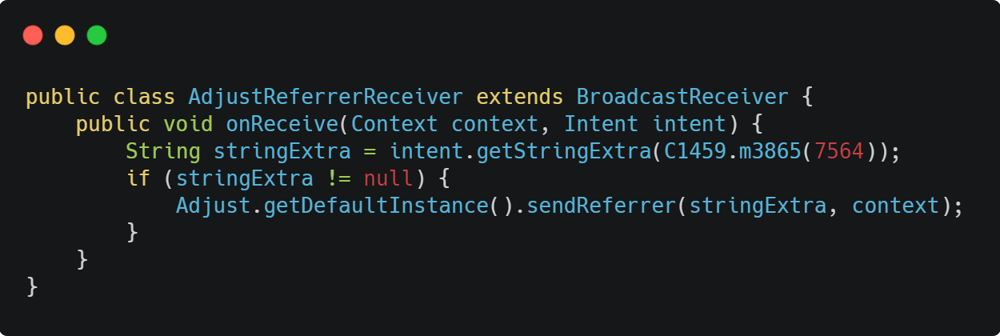 public class AdjustReferrerReceiver extends BroadcastReceiver {
    public void onReceive(Context context, Intent intent) {
        String stringExtra = intent.getStringExtra(C1459.m3865(7564));
        if (stringExtra != null) {
            Adjust.getDefaultInstance().sendReferrer(stringExtra, context);
        }
    }
}